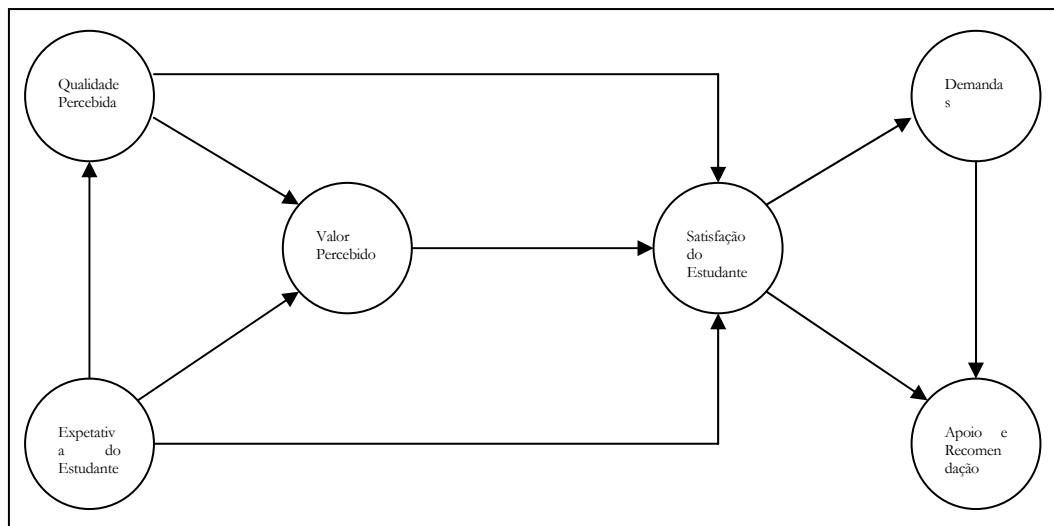 Qualidade
Percebida
Demanda
s
Valor
Percebido
Satisfação
do
Estudante
Expetativ
a do
Estudante
Apoio e
Recomen
dação